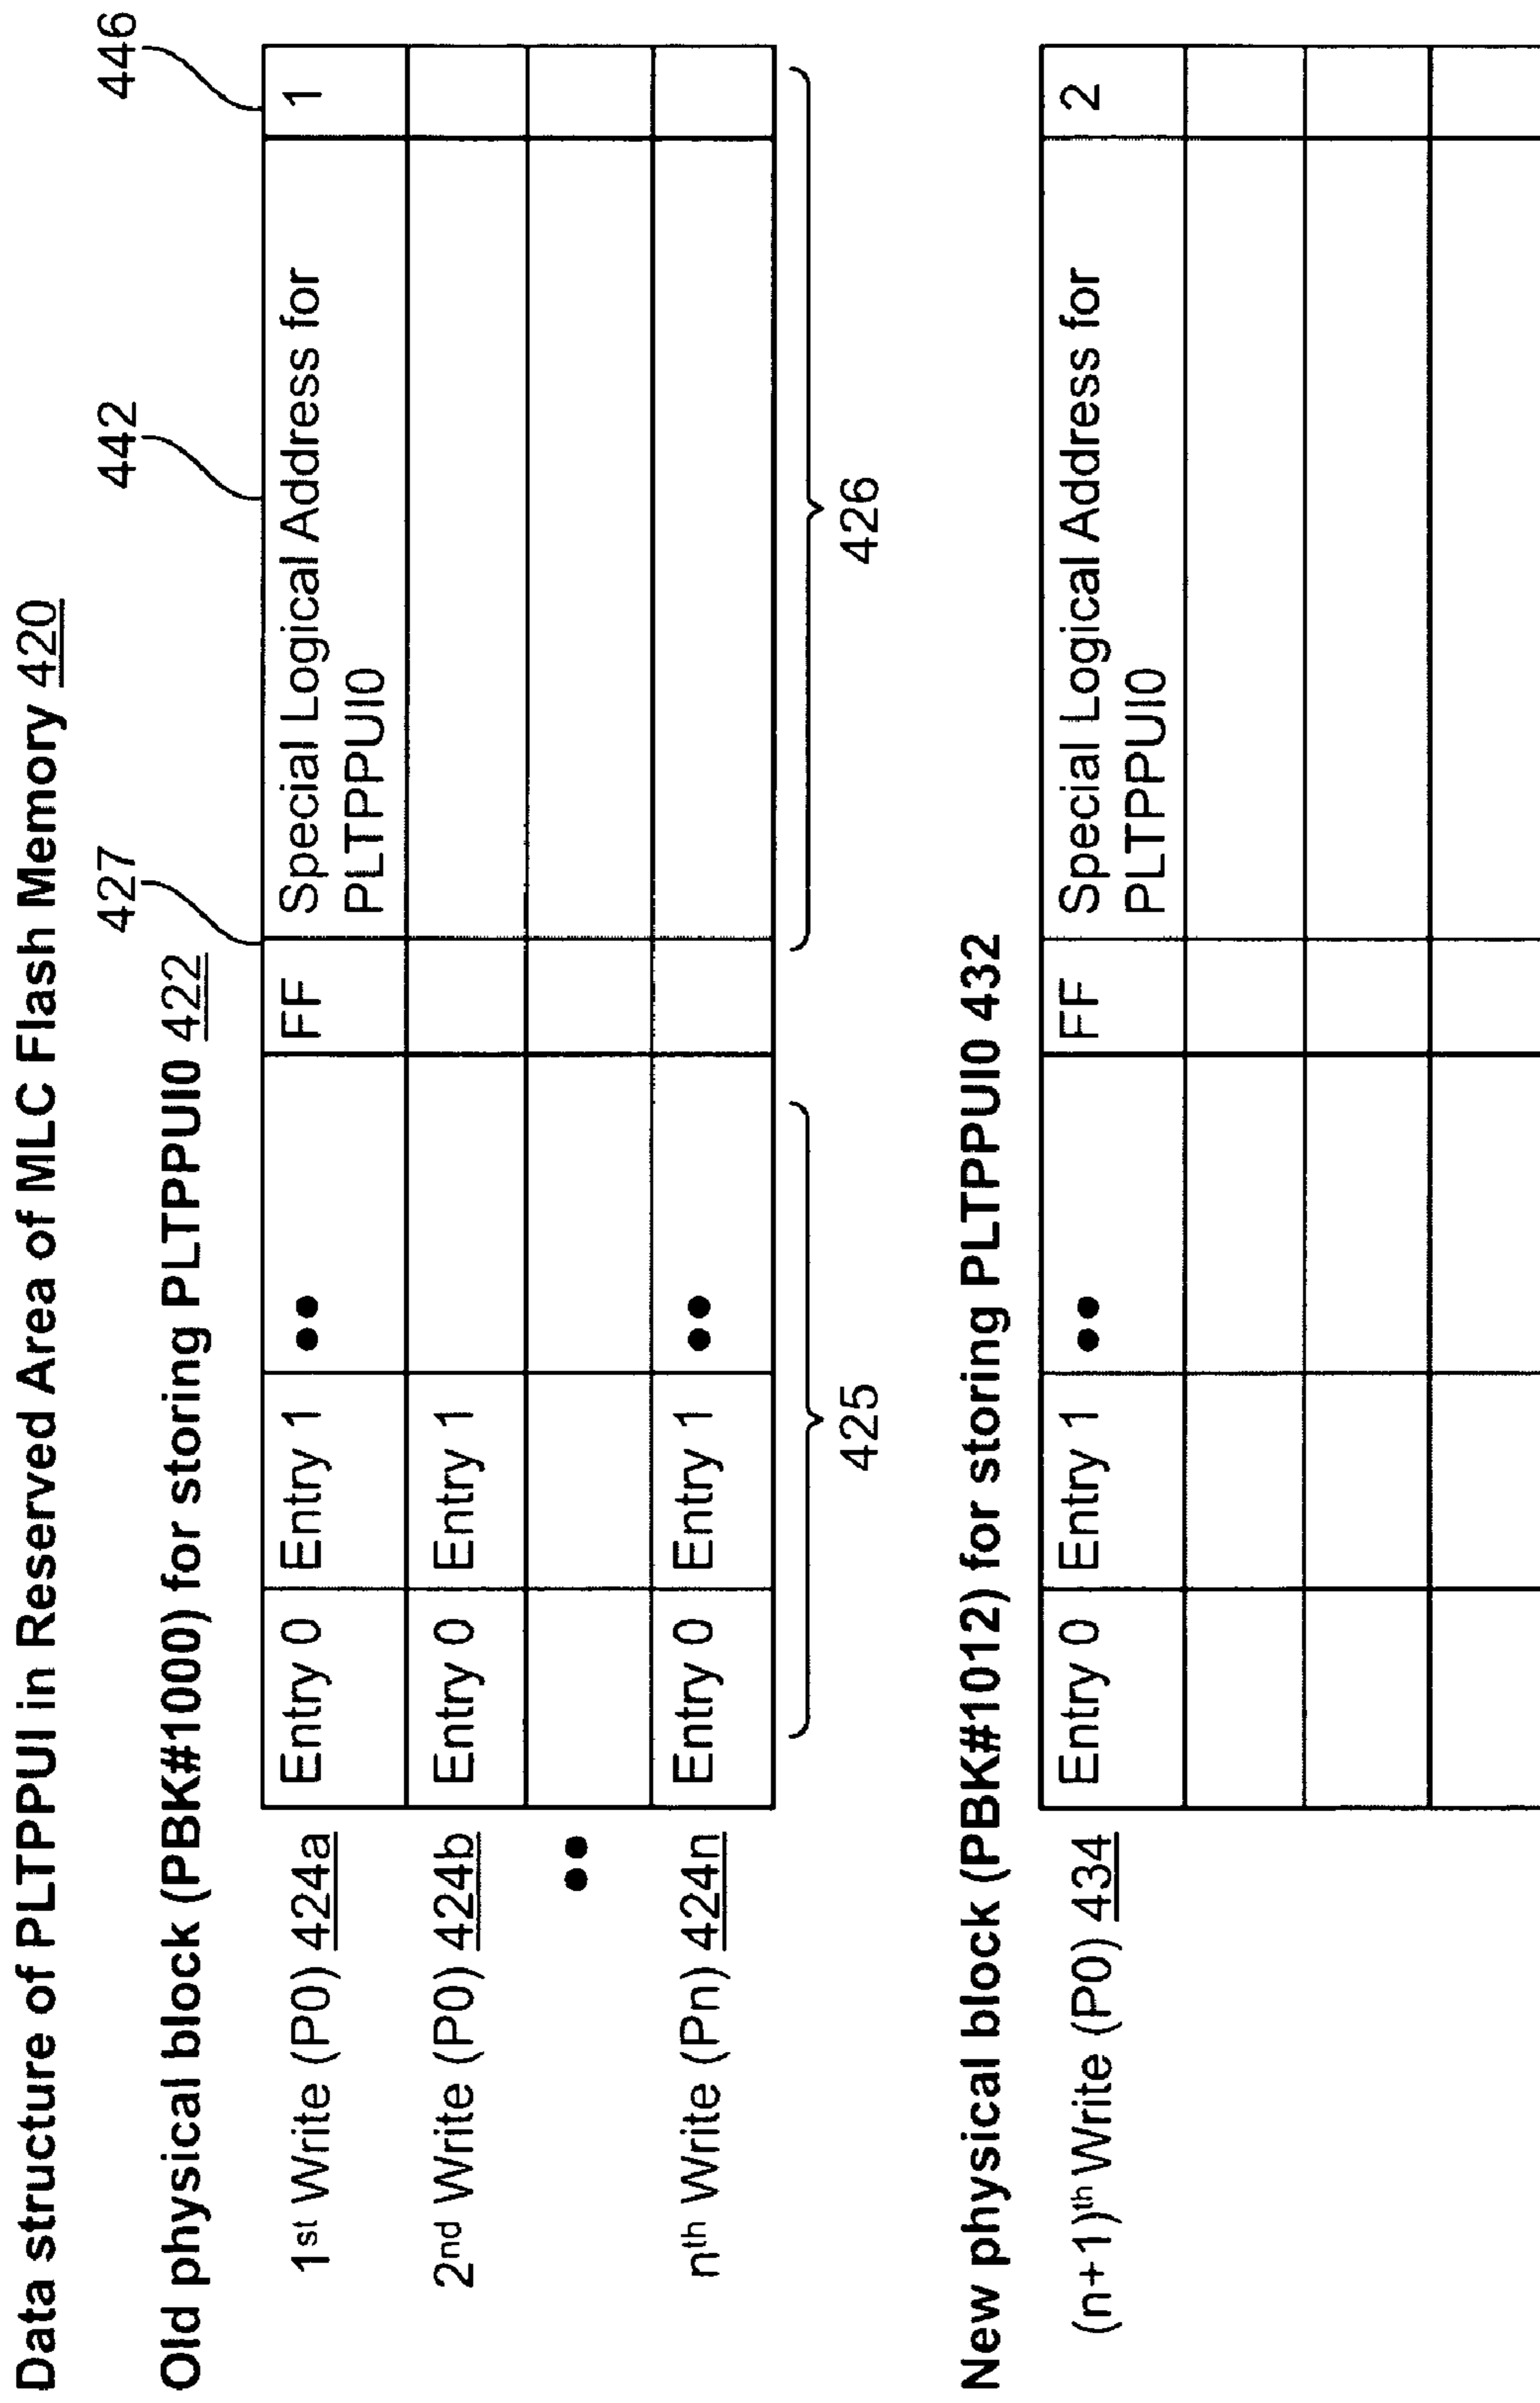 Data structure of PLTPPUI in Reserved Area of MLC Flash Memory 420
Old physical block (PBK#1000) for storing PLTPPUI0 422
427
442
446
1st Write (P0) 424a
Entry 0
Entry 1
••
FF
Special Logical Address for
PLTPPUI0
1
2nd Write (P0) 424b
Entry 0
Entry 1
••
nth Write (Pn) 424n
Entry 0
Entry 1
••
425
426
New physical block (PBK#1012) for storing PLTPPUI0 432
(n+1)th Write (P0) 434
Entry 0
Entry 1
••
FF
Special Logical Address for
PLTPPUI0
2